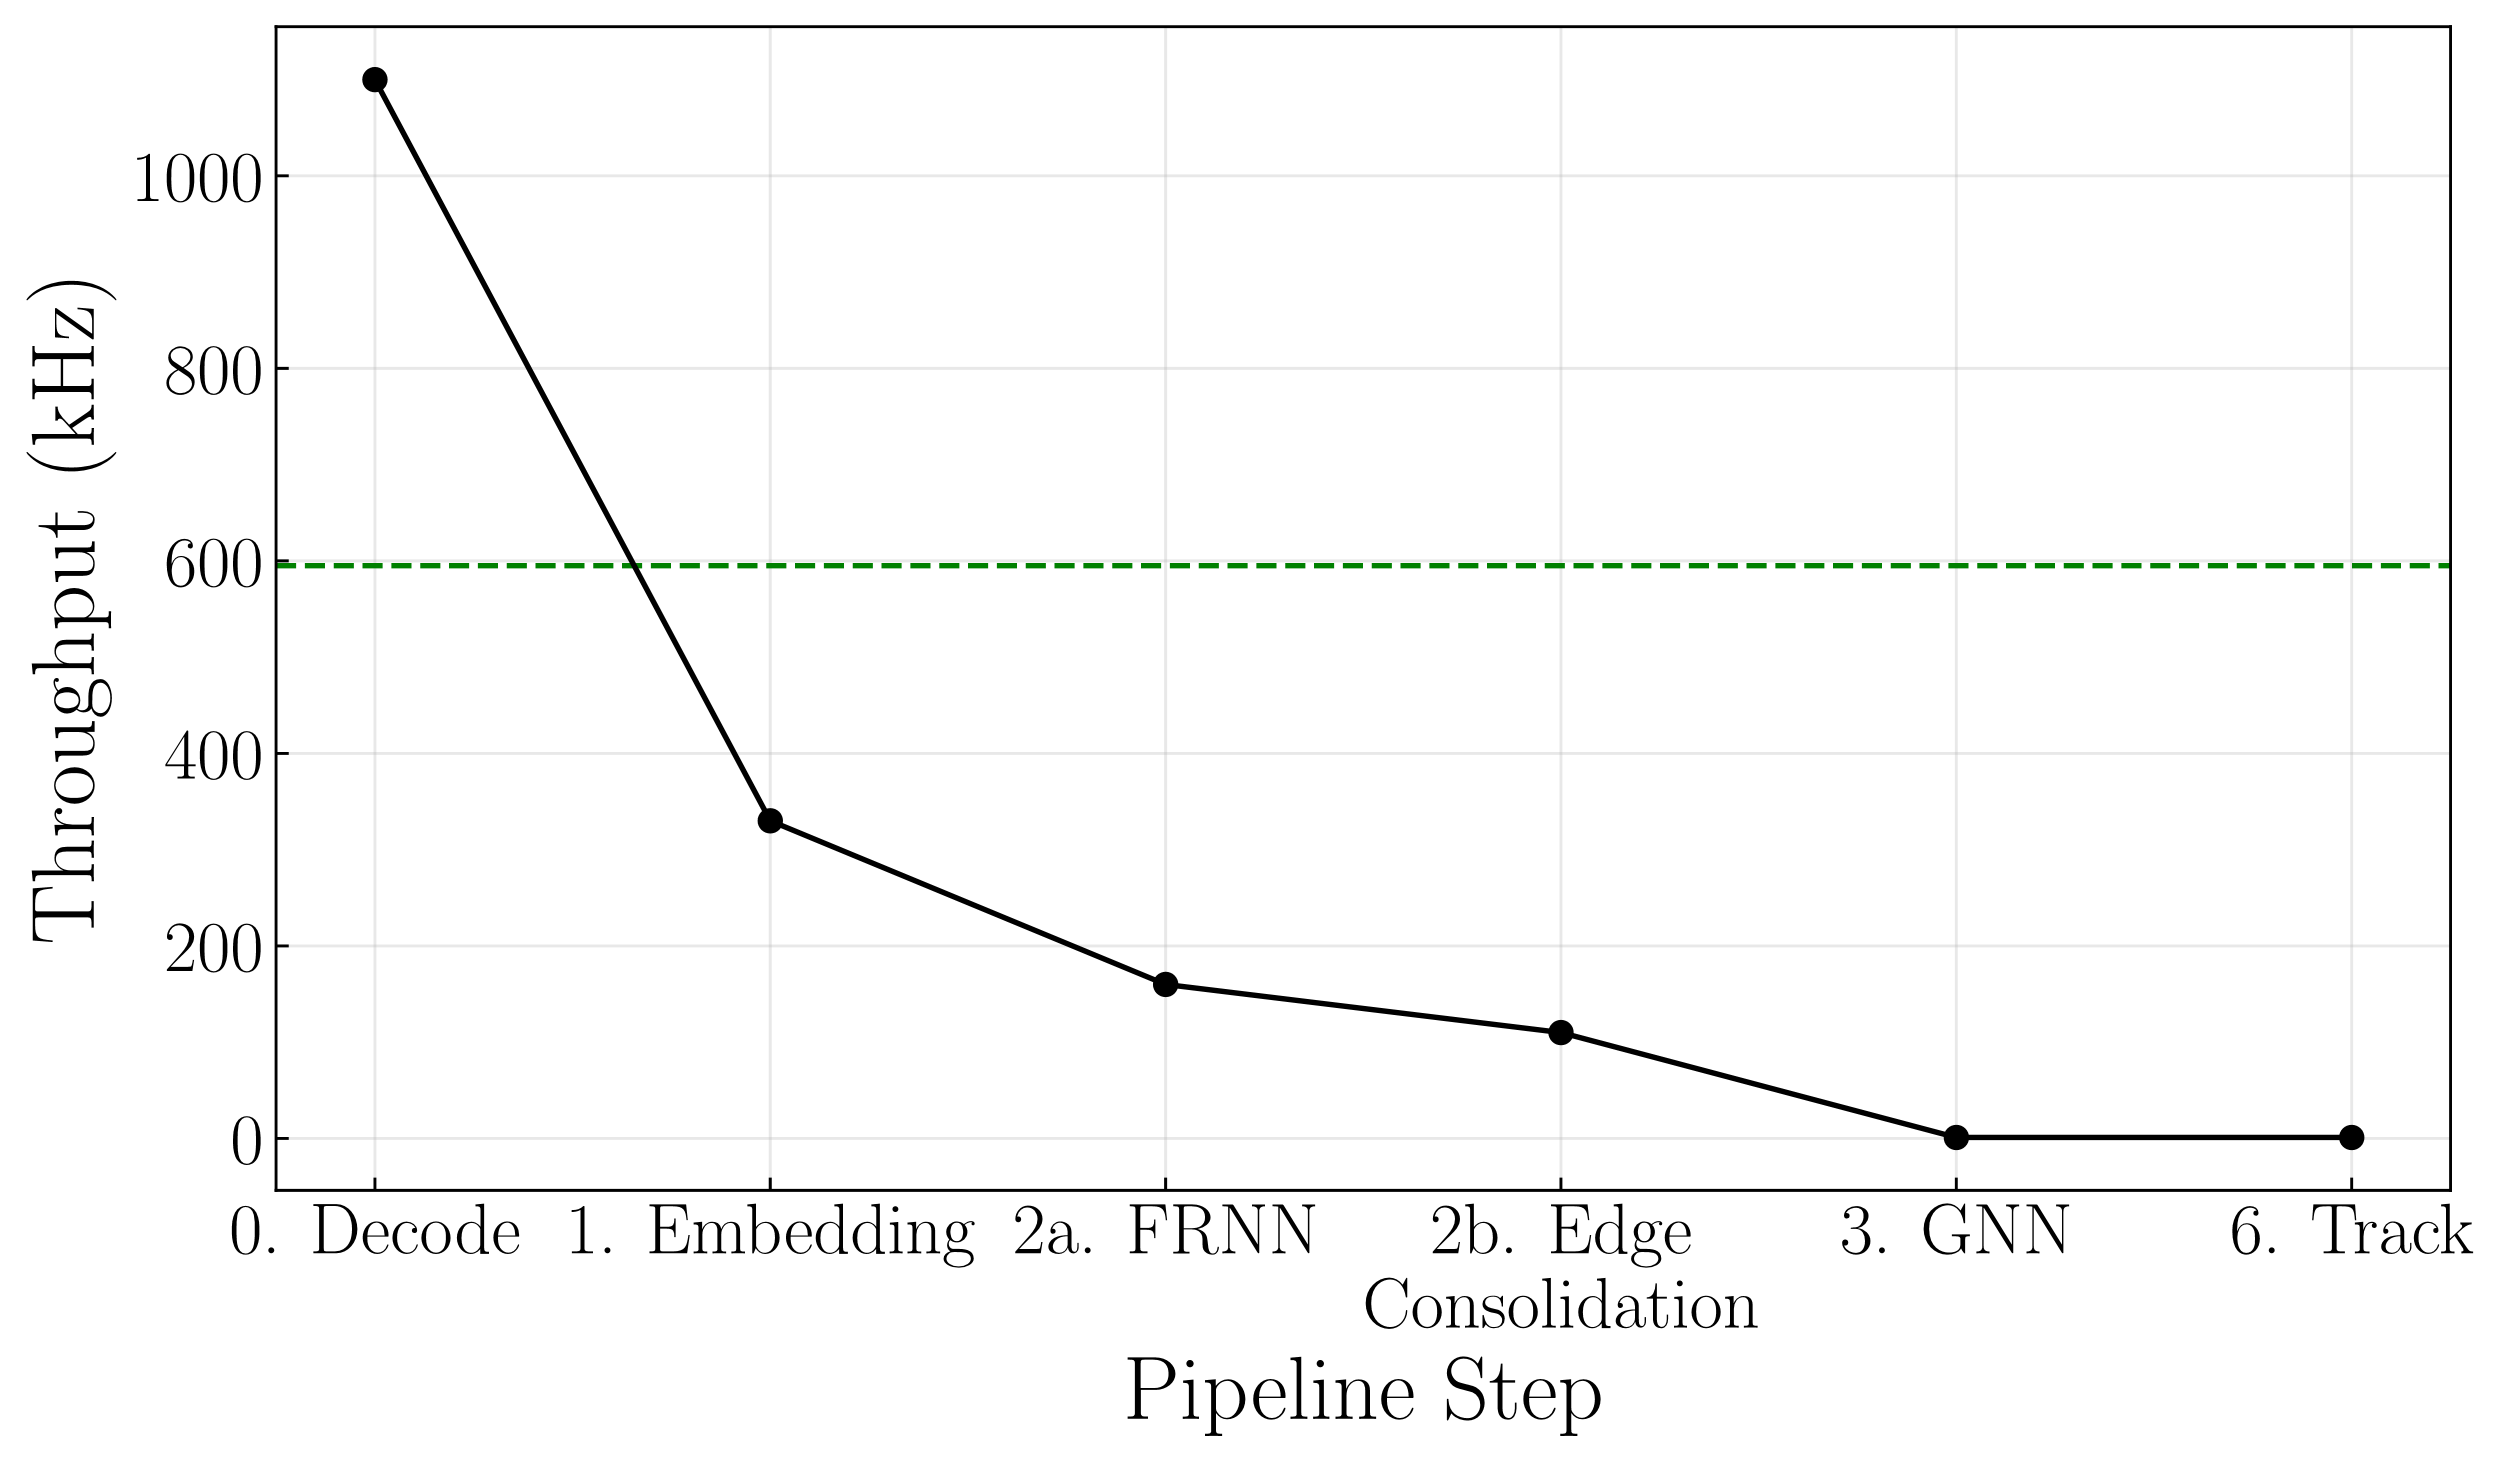 Throughput (kHz)
1000
800
600
400
200
0
0. Decode
1. Embedding
2a. FRNN
2b. Edge
Consolidation
3. GNN
6. Track
Pipeline Step